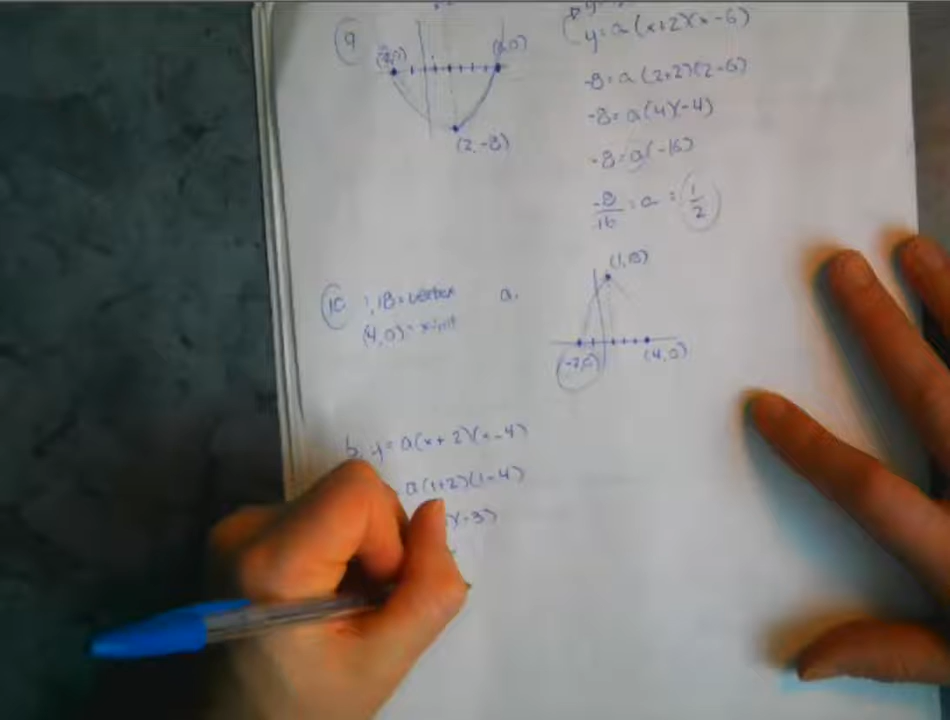 9
(6,0)
(2,-8)
y=a(x+2)(x-6)
-8=a(2+2)(2-6)
-8=a(4)(-4)
-8=a(-16)
-8/16=a=1/2
10 1,18=vertex
(4,0)=x-int
a.
(1,18)
(-2,0)
(4,0)
b. y=a(x+2)(x-4)
a(1+2)(1-4)
)(-3)